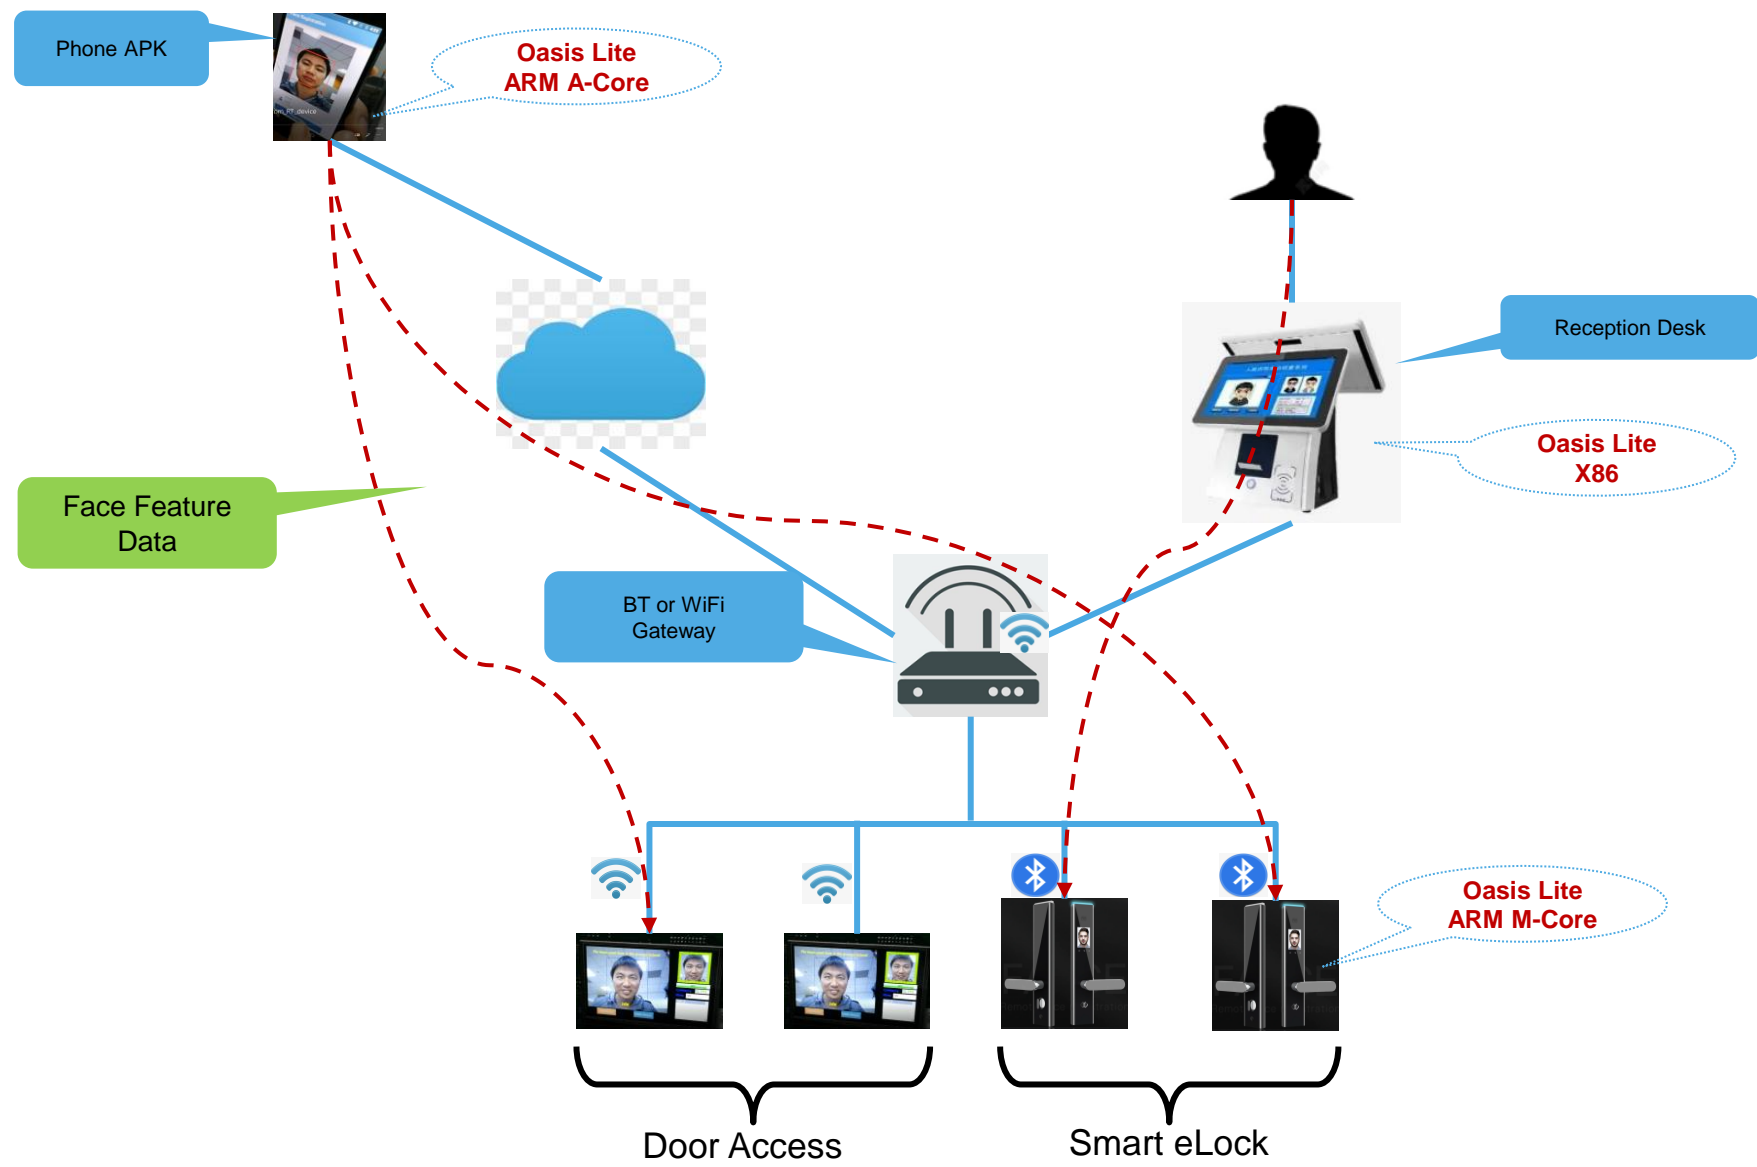 Phone APK
Oasis Lite
ARM A-Core
Reception Desk
Oasis Lite
X86
Face Feature
Data
BT or WiFi
Gateway
Oasis Lite
ARM M-Core
Door Access
Smart eLock